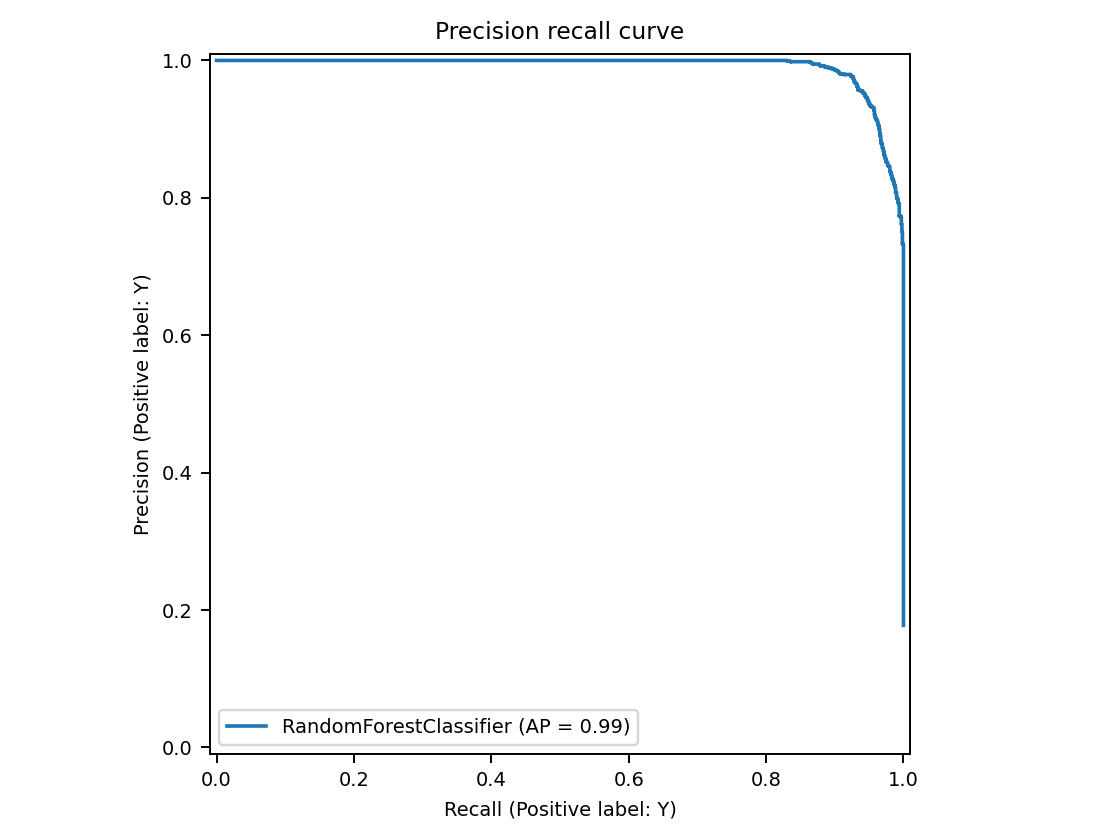 Precision recall curve
1.0
0.8
0.6
0.4
0.2
0.0
Precision (Positive label: Y)
RandomForestClassifier (AP = 0.99)
0.0 0.2 0.4 0.6 0.8 1.0
Recall (Positive label: Y)